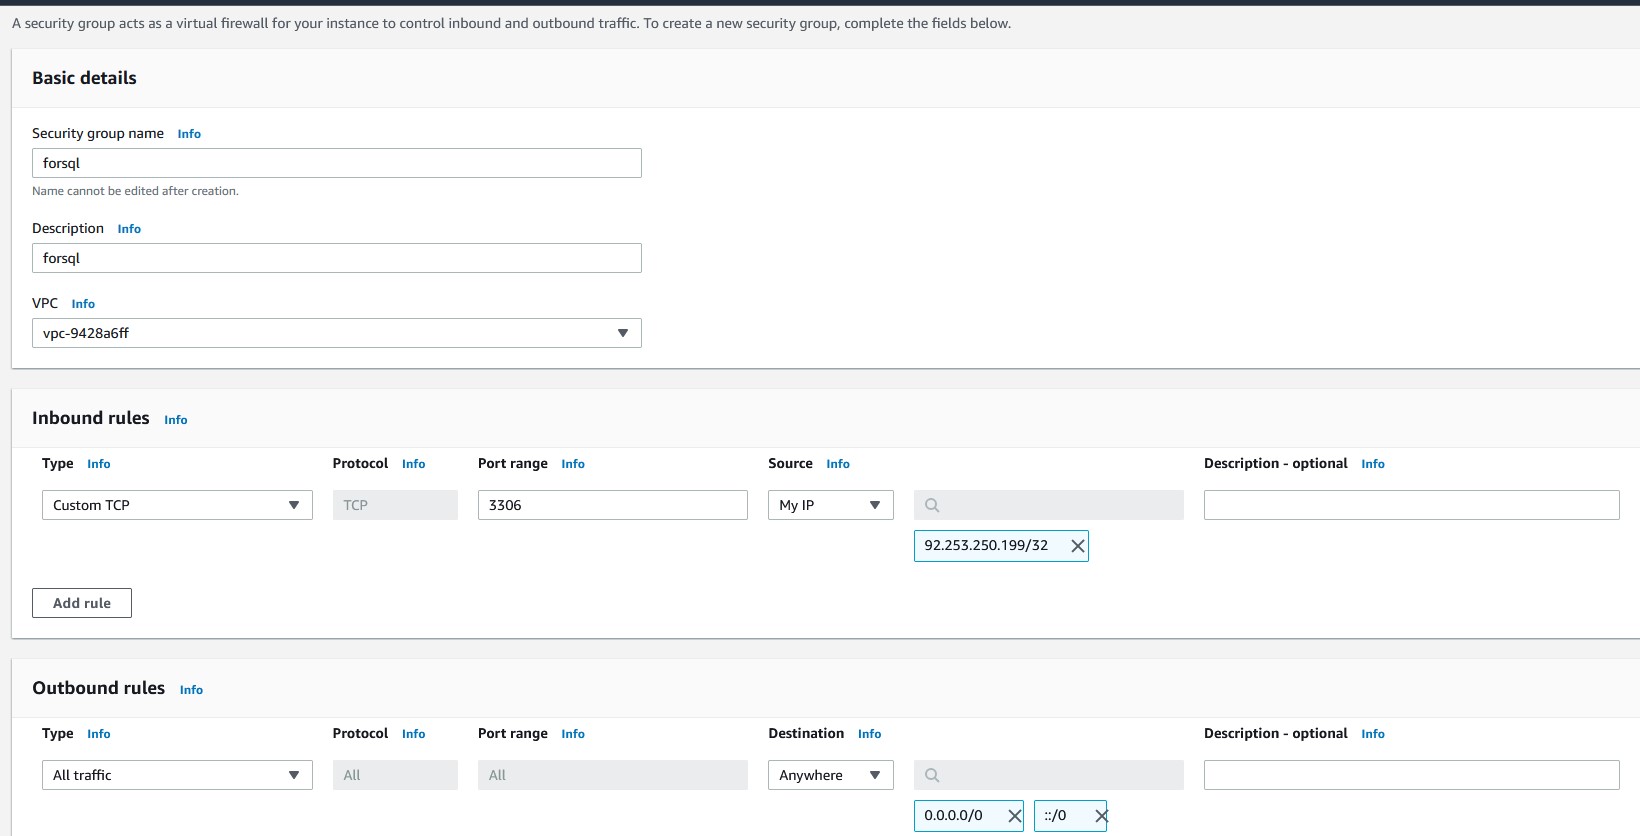 A security group acts as a virtual firewall for your instance to control inbound and outbound traffic. To create a new security group, complete the fields below.
Basic details
Security group name Info
forsql
Name cannot be edited after creation.
Description Info
forsql
VPC Info
vpc-9428a6ff
Inbound rules Info
Type Info Protocol Info Port range Info Source Info Description - optional Info
Custom TCP TCP 3306 My IP
92.253.250.199/32
Add rule
Outbound rules Info
Type Info Protocol Info Port range Info Destination Info Description - optional Info
All traffic All All Anywhere
0.0.0.0/0 ::/0